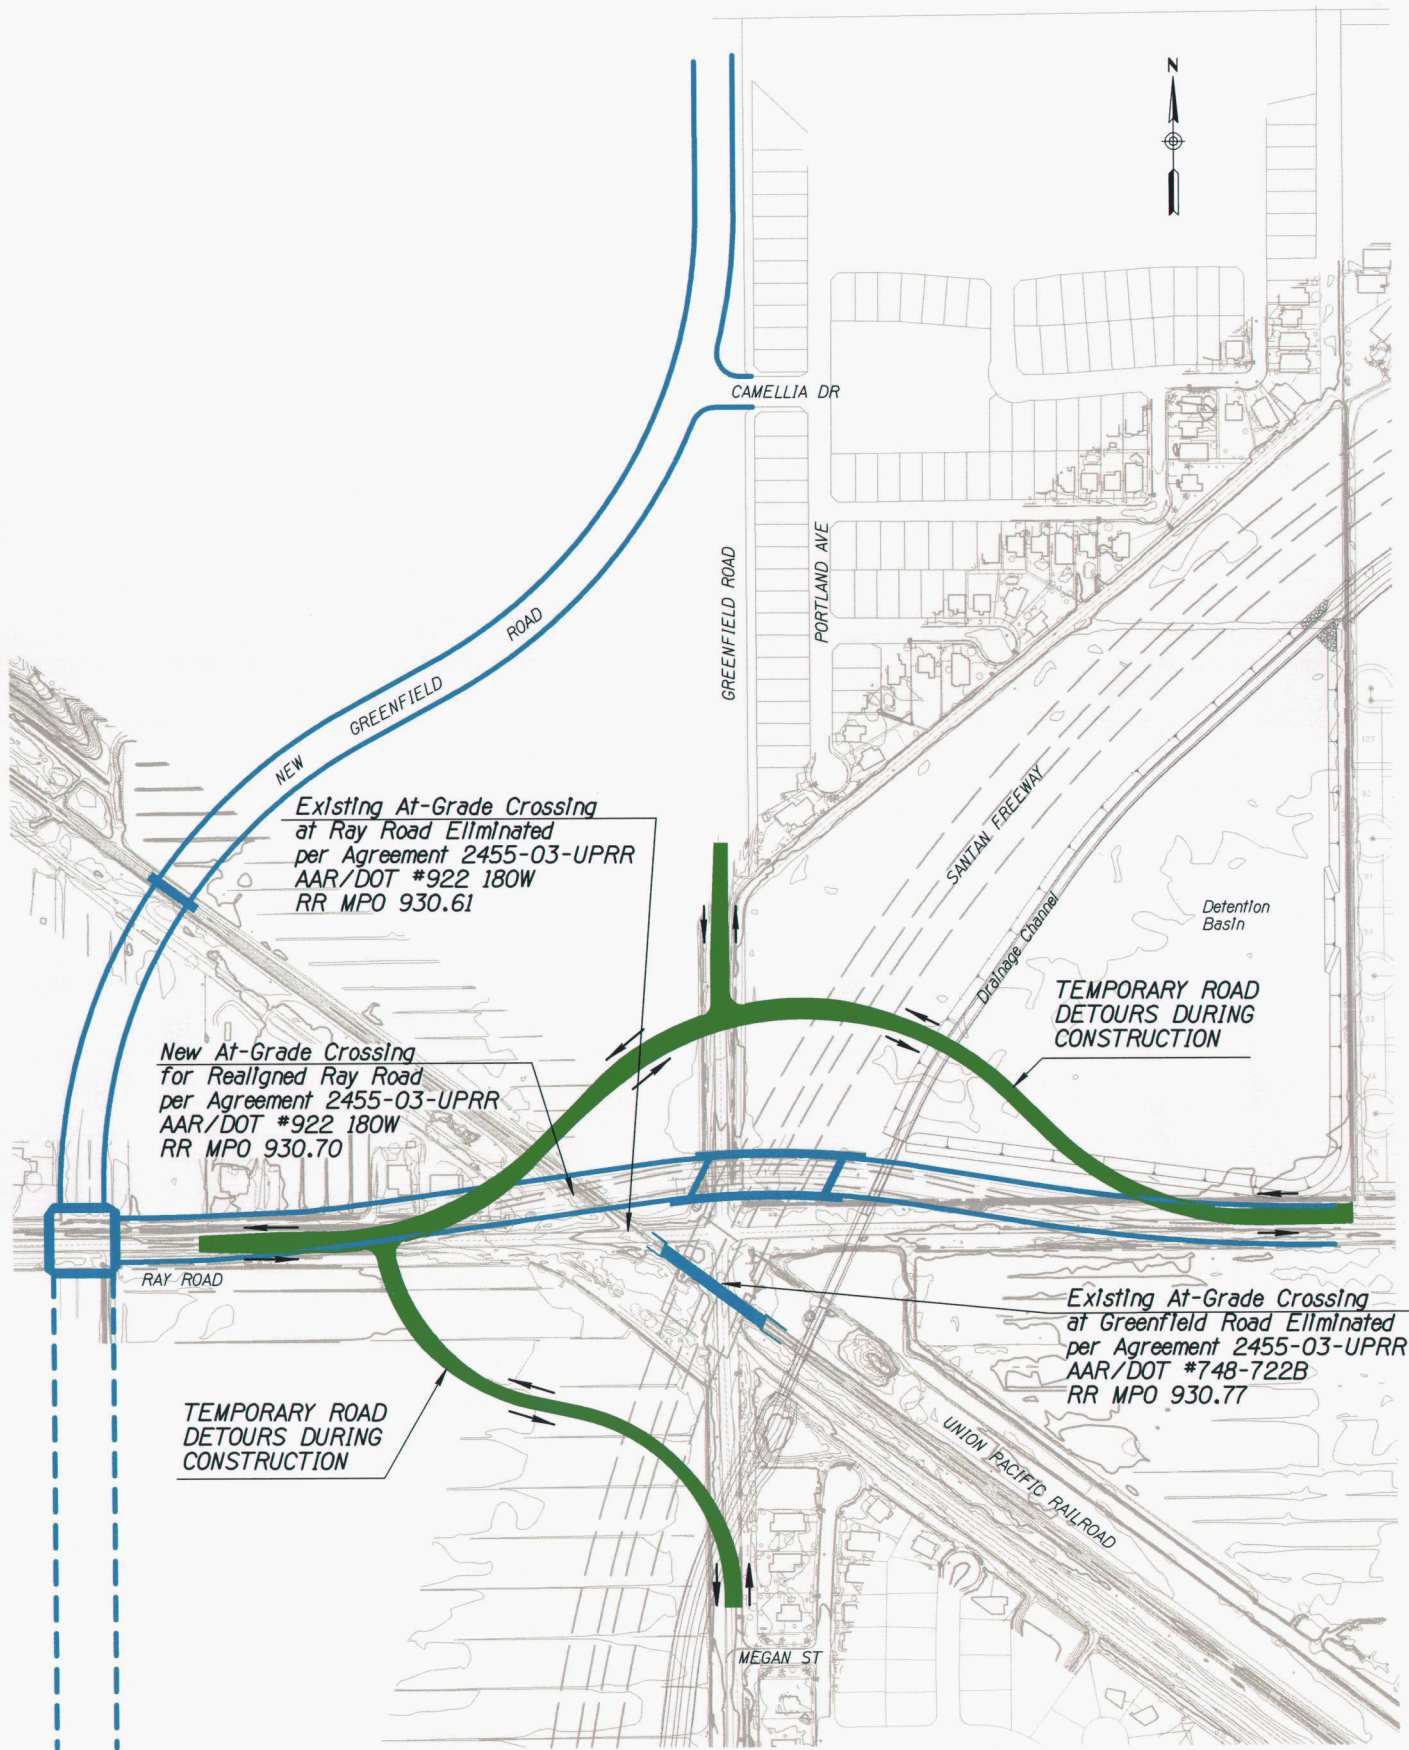 N
CAMELLIA DR
GREENFIELD ROAD
PORTLAND AVE
NEW GREENFIELD ROAD
Existing At-Grade Crossing
at Ray Road Eliminated
per Agreement 2455-03-UPRR
AAR/DOT #922 180W
RR MPO 930.61
SANTAN FREEWAY
Detention
Basin
Drainage Channel
TEMPORARY ROAD
DETOURS DURING
CONSTRUCTION
New At-Grade Crossing
for Realigned Ray Road
per Agreement 2455-03-UPRR
AAR/DOT #922 180W
RR MPO 930.70
RAY ROAD
Existing At-Grade Crossing
at Greenfield Road Eliminated
per Agreement 2455-03-UPRR
AAR/DOT #748-722B
RR MPO 930.77
TEMPORARY ROAD
DETOURS DURING
CONSTRUCTION
UNION PACIFIC RAILROAD
MEGAN ST